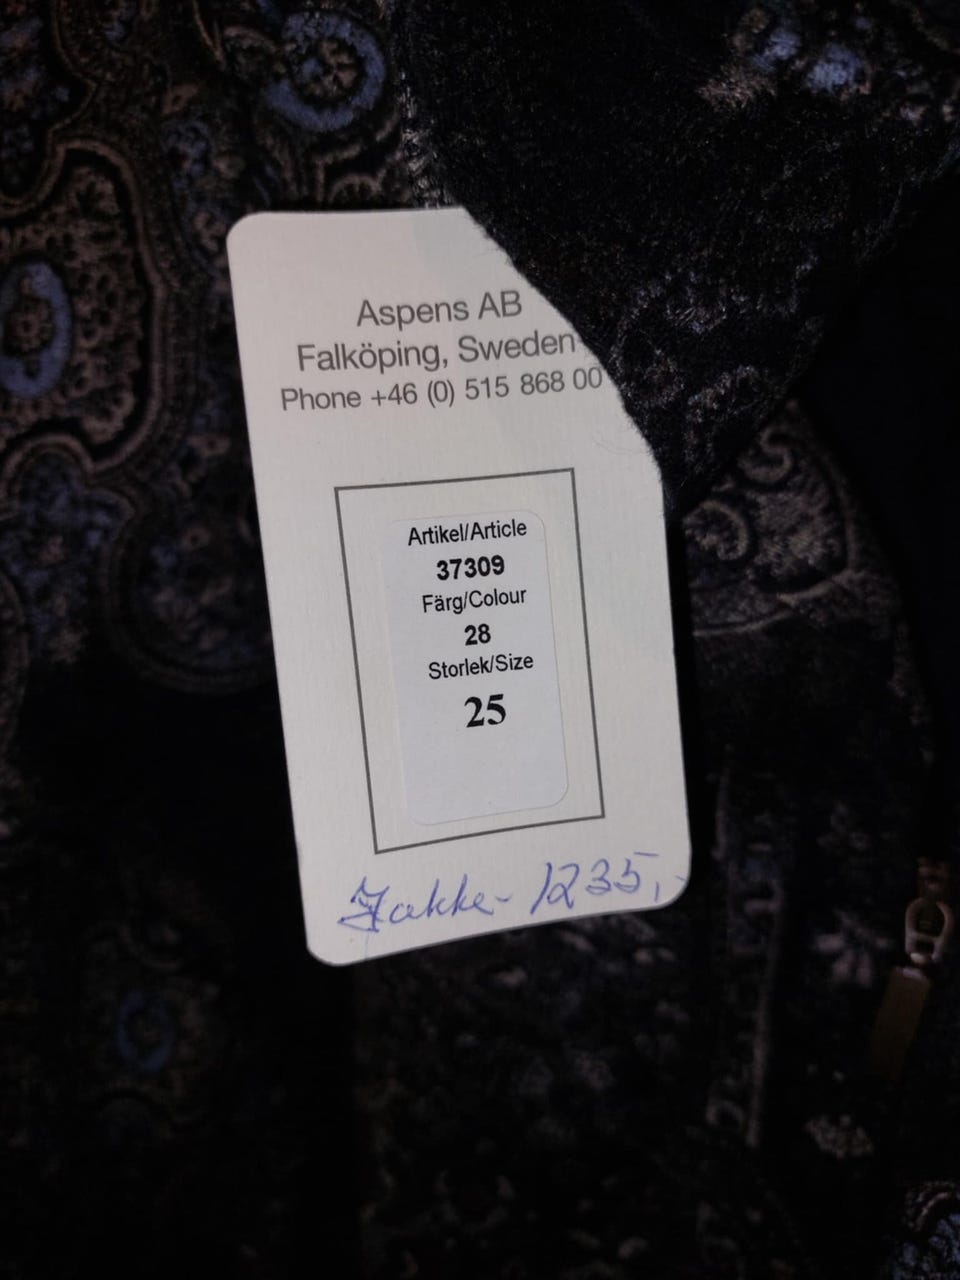 Aspens AB
Falköping, Sweden
Phone +46 (0) 515 868 00
Artikel/Article
37309
Färg/Colour
28
Storlek/Size
25
Jakke- 1235,-